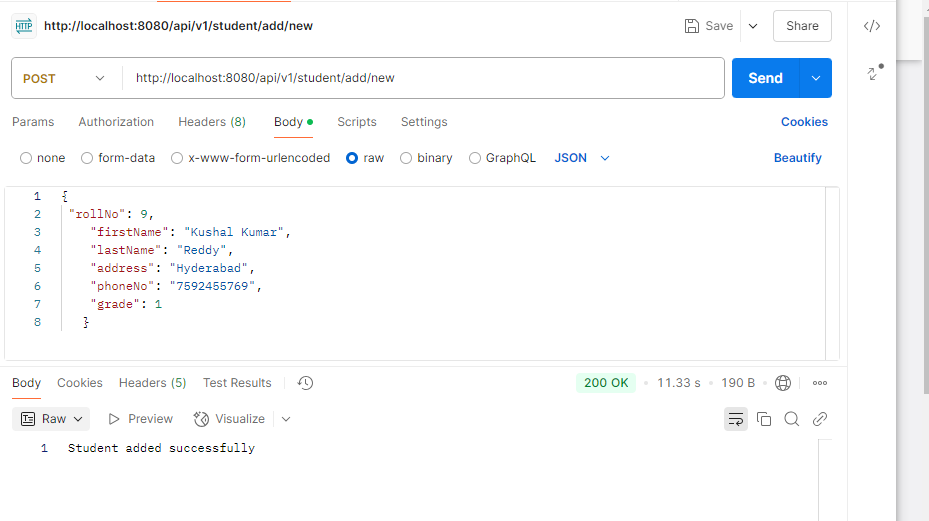 HTTP http://localhost:8080/api/v1/student/add/new Save Share
POST http://localhost:8080/api/v1/student/add/new Send
Params Authorization Headers (8) Body Scripts Settings Cookies
none form-data x-www-form-urlencoded raw binary GraphQL JSON Beautify
1 {
2 "rollNo": 9,
3 "firstName": "Kushal Kumar",
4 "lastName": "Reddy",
5 "address": "Hyderabad",
6 "phoneNo": "7592455769",
7 "grade": 1
8 }
Body Cookies Headers (5) Test Results 200 OK 11.33 s 190 B
Raw Preview Visualize
1 Student added successfully